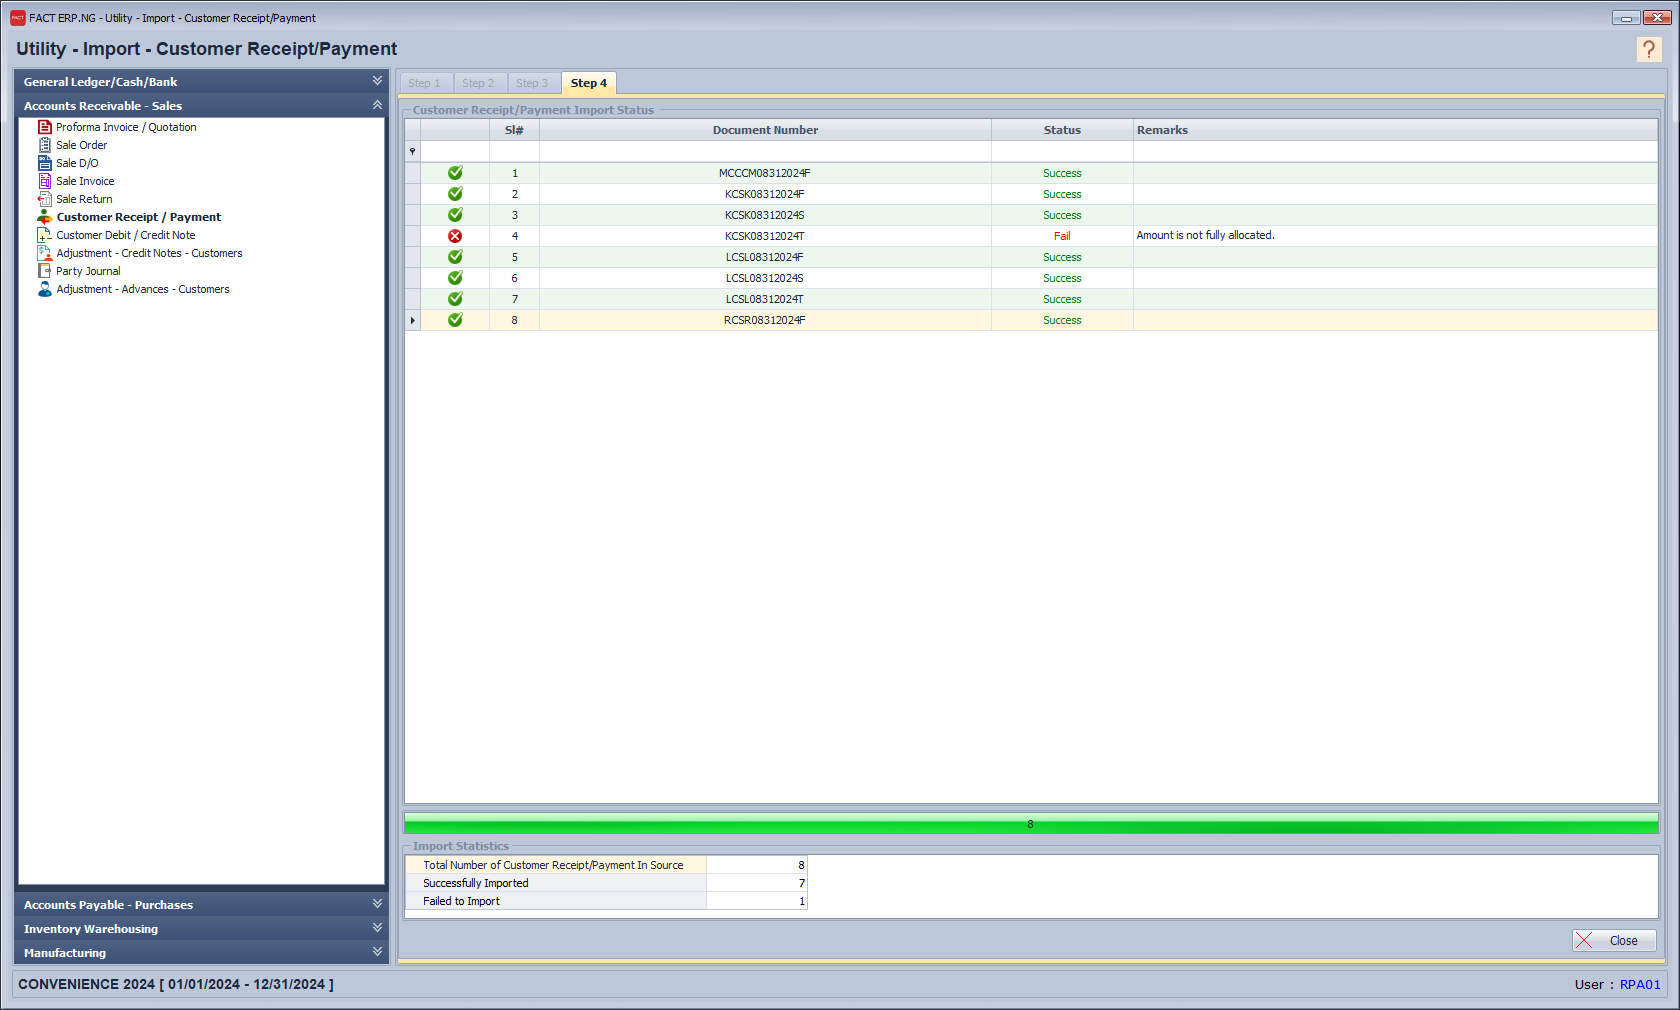 FACT ERP.NG - Utility - Import - Customer Receipt/Payment
Utility - Import - Customer Receipt/Payment
?
General Ledger/Cash/Bank
Accounts Receivable - Sales
Proforma Invoice / Quotation
Sale Order
Sale D/O
Sale Invoice
Sale Return
Customer Receipt / Payment
Customer Debit / Credit Note
Adjustment - Credit Notes - Customers
Party Journal
Adjustment - Advances - Customers
Accounts Payable - Purchases
Inventory Warehousing
Manufacturing
Step 1 Step 2 Step 3 Step 4
Customer Receipt/Payment Import Status
Sl# Document Number Status Remarks
1 MCCCM08312024F Success
2 KCSK08312024F Success
3 KCSK08312024S Success
4 KCSK08312024T Fail Amount is not fully allocated.
5 LCSL08312024F Success
6 LCSL08312024S Success
7 LCSL08312024T Success
8 RCSR08312024F Success
8
Import Statistics
Total Number of Customer Receipt/Payment In Source 8
Successfully Imported 7
Failed to Import 1
Close
CONVENIENCE 2024 [ 01/01/2024 - 12/31/2024 ]
User : RPA01